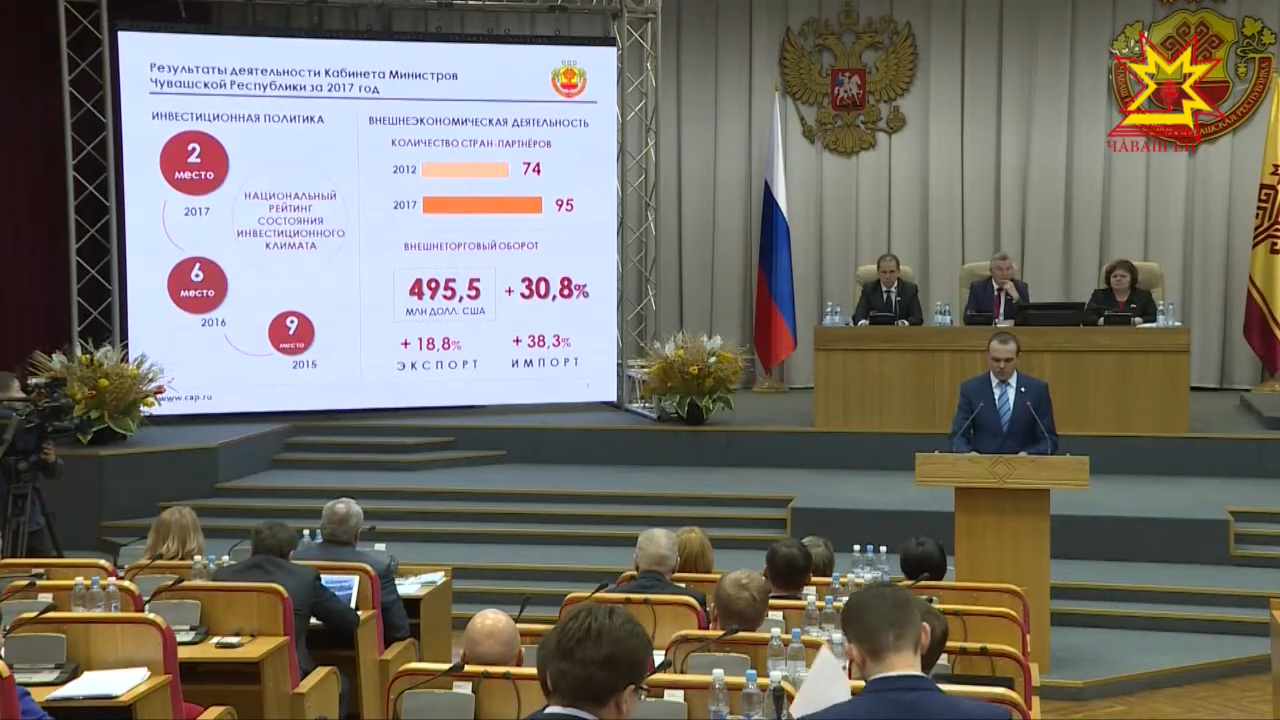 Результаты деятельности Кабинета Министров
Чувашской Республики за 2017 год
ИНВЕСТИЦИОННАЯ ПОЛИТИКА
2
место
2017
НАЦИОНАЛЬНЫЙ
РЕЙТИНГ
СОСТОЯНИЯ
ИНВЕСТИЦИОННОГО
КЛИМАТА
6
место
2016
9
место
2015
ВНЕШНЕЭКОНОМИЧЕСКАЯ ДЕЯТЕЛЬНОСТЬ
КОЛИЧЕСТВО СТРАН-ПАРТНЁРОВ
2012 74
2017 95
ВНЕШНЕТОРГОВЫЙ ОБОРОТ
495,5 + 30,8%
МЛН ДОЛЛ. США
+ 18,8% + 38,3%
ЭКСПОРТ ИМПОРТ
www.cap.ru
ЧӐВАШ ЕН